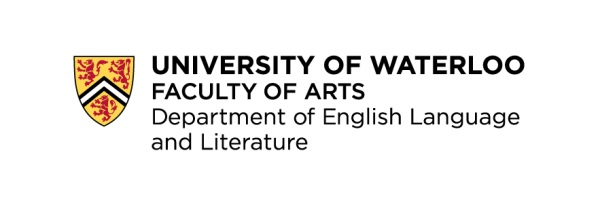 UNIVERSITY OF WATERLOO
FACULTY OF ARTS
Department of English Language
and Literature